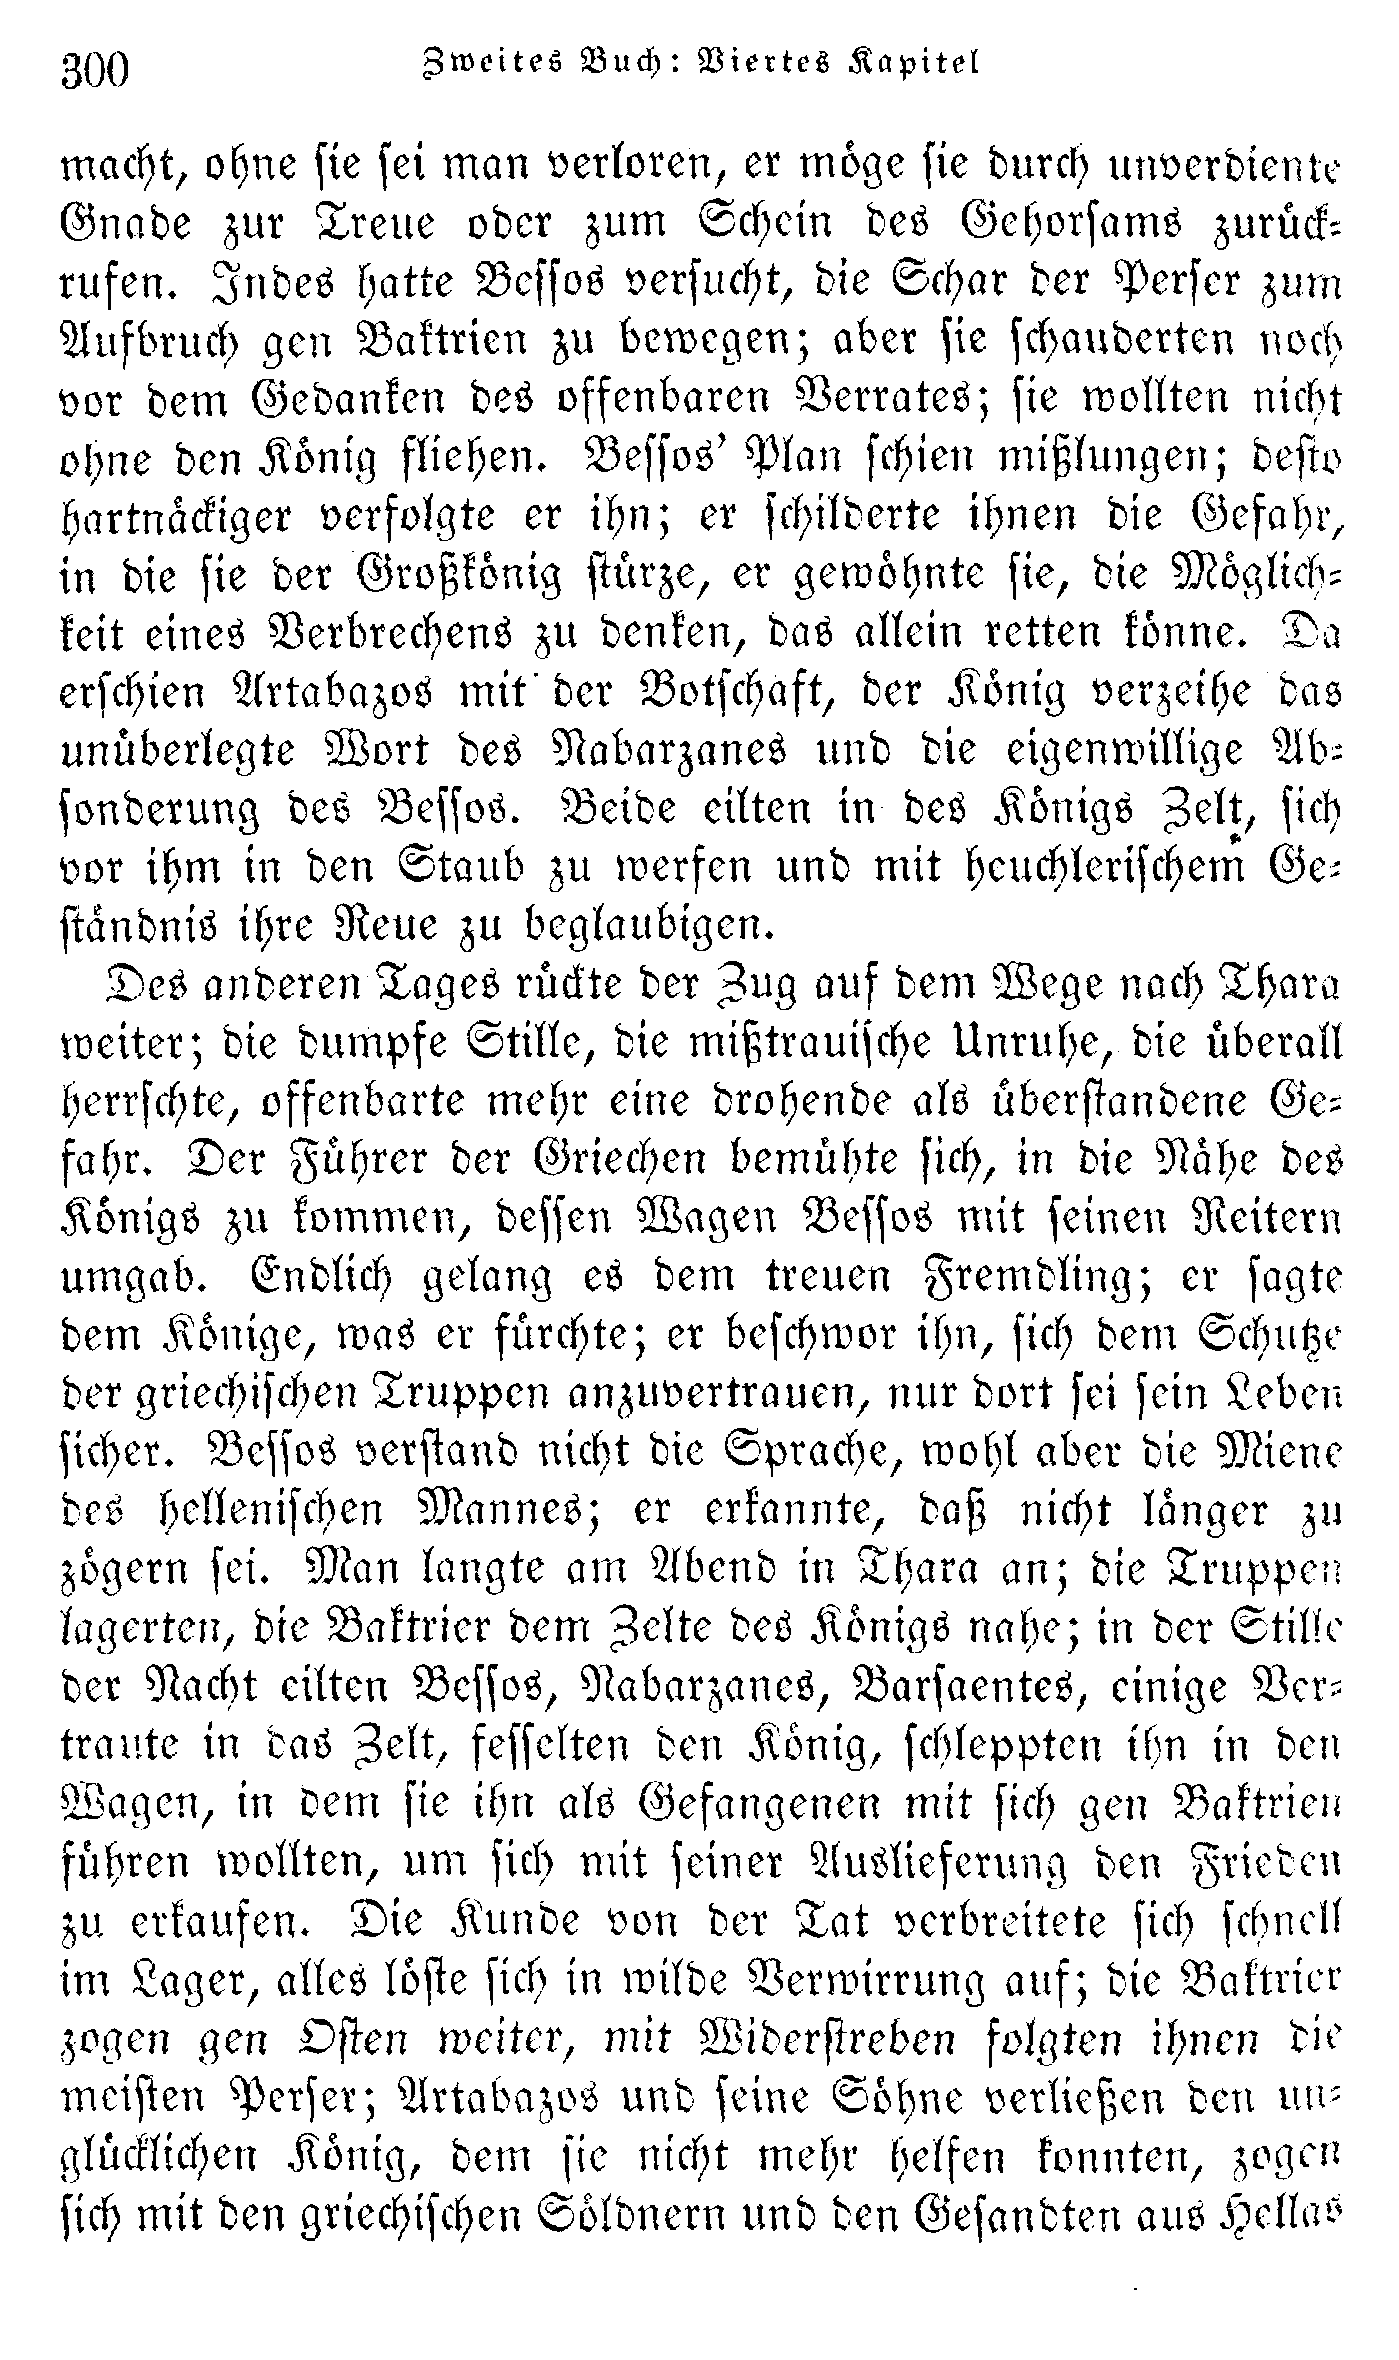 300
Zweites Buch: Viertes Kapitel
macht, ohne sie sei man verloren, er möge sie durch unverdiente
Gnade zur Treue oder zum Schein des Gehorsams zurück-
rufen. Indes hatte Bessos versucht, die Schar der Perser zum
Aufbruch gen Baktrien zu bewegen; aber sie schauderten noch
vor dem Gedanken des offenbaren Verrates; sie wollten nicht
ohne den König fliehen. Bessos’ Plan schien mißlungen; desto
hartnäckiger verfolgte er ihn; er schilderte ihnen die Gefahr,
in die sie der Großkönig stürze, er gewöhnte sie, die Möglich-
keit eines Verbrechens zu denken, das allein retten könne. Da
erschien Artabazos mit der Botschaft, der König verzeihe das
unüberlegte Wort des Nabarzanes und die eigenwillige Ab-
sonderung des Bessos. Beide eilten in des Königs Zelt, sich
vor ihm in den Staub zu werfen und mit heuchlerischem Ge-
ständnis ihre Reue zu beglaubigen.
Des anderen Tages rückte der Zug auf dem Wege nach Thara
weiter; die dumpfe Stille, die mißtrauische Unruhe, die überall
herrschte, offenbarte mehr eine drohende als überstandene Ge-
fahr. Der Führer der Griechen bemühte sich, in die Nähe des
Königs zu kommen, dessen Wagen Bessos mit seinen Reitern
umgab. Endlich gelang es dem treuen Fremdling; er sagte
dem Könige, was er fürchte; er beschwor ihn, sich dem Schutze
der griechischen Truppen anzuvertrauen, nur dort sei sein Leben
sicher. Bessos verstand nicht die Sprache, wohl aber die Miene
des hellenischen Mannes; er erkannte, daß nicht länger zu
zögern sei. Man langte am Abend in Thara an; die Truppen
lagerten, die Baktrier dem Zelte des Königs nahe; in der Stille
der Nacht eilten Bessos, Nabarzanes, Barsaentes, einige Ver-
traute in das Zelt, fesselten den König, schleppten ihn in den
Wagen, in dem sie ihn als Gefangenen mit sich gen Baktrien
führen wollten, um sich mit seiner Auslieferung den Frieden
zu erkaufen. Die Kunde von der Tat verbreitete sich schnell
im Lager, alles löste sich in wilde Verwirrung auf; die Baktrier
zogen gen Osten weiter, mit Widerstreben folgten ihnen die
meisten Perser; Artabazos und seine Söhne verließen den un-
glücklichen König, dem sie nicht mehr helfen konnten, zogen
sich mit den griechischen Söldnern und den Gesandten aus Hellas